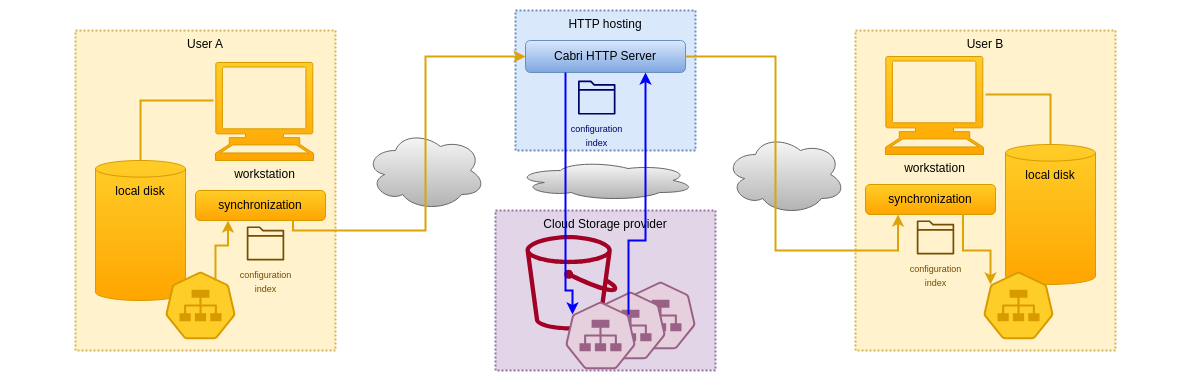 User A
workstation
local disk
synchronization
configuration
index
HTTP hosting
Cabri HTTP Server
configuration
index
Cloud Storage provider
User B
workstation
local disk
synchronization
configuration
index